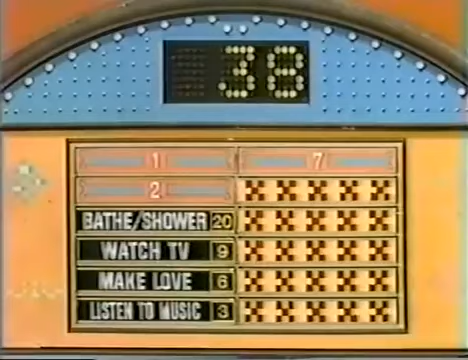 38
1 7
2
BATHE/SHOWER 20
WATCH TV 9
MAKE LOVE 6
LISTEN TO MUSIC 3